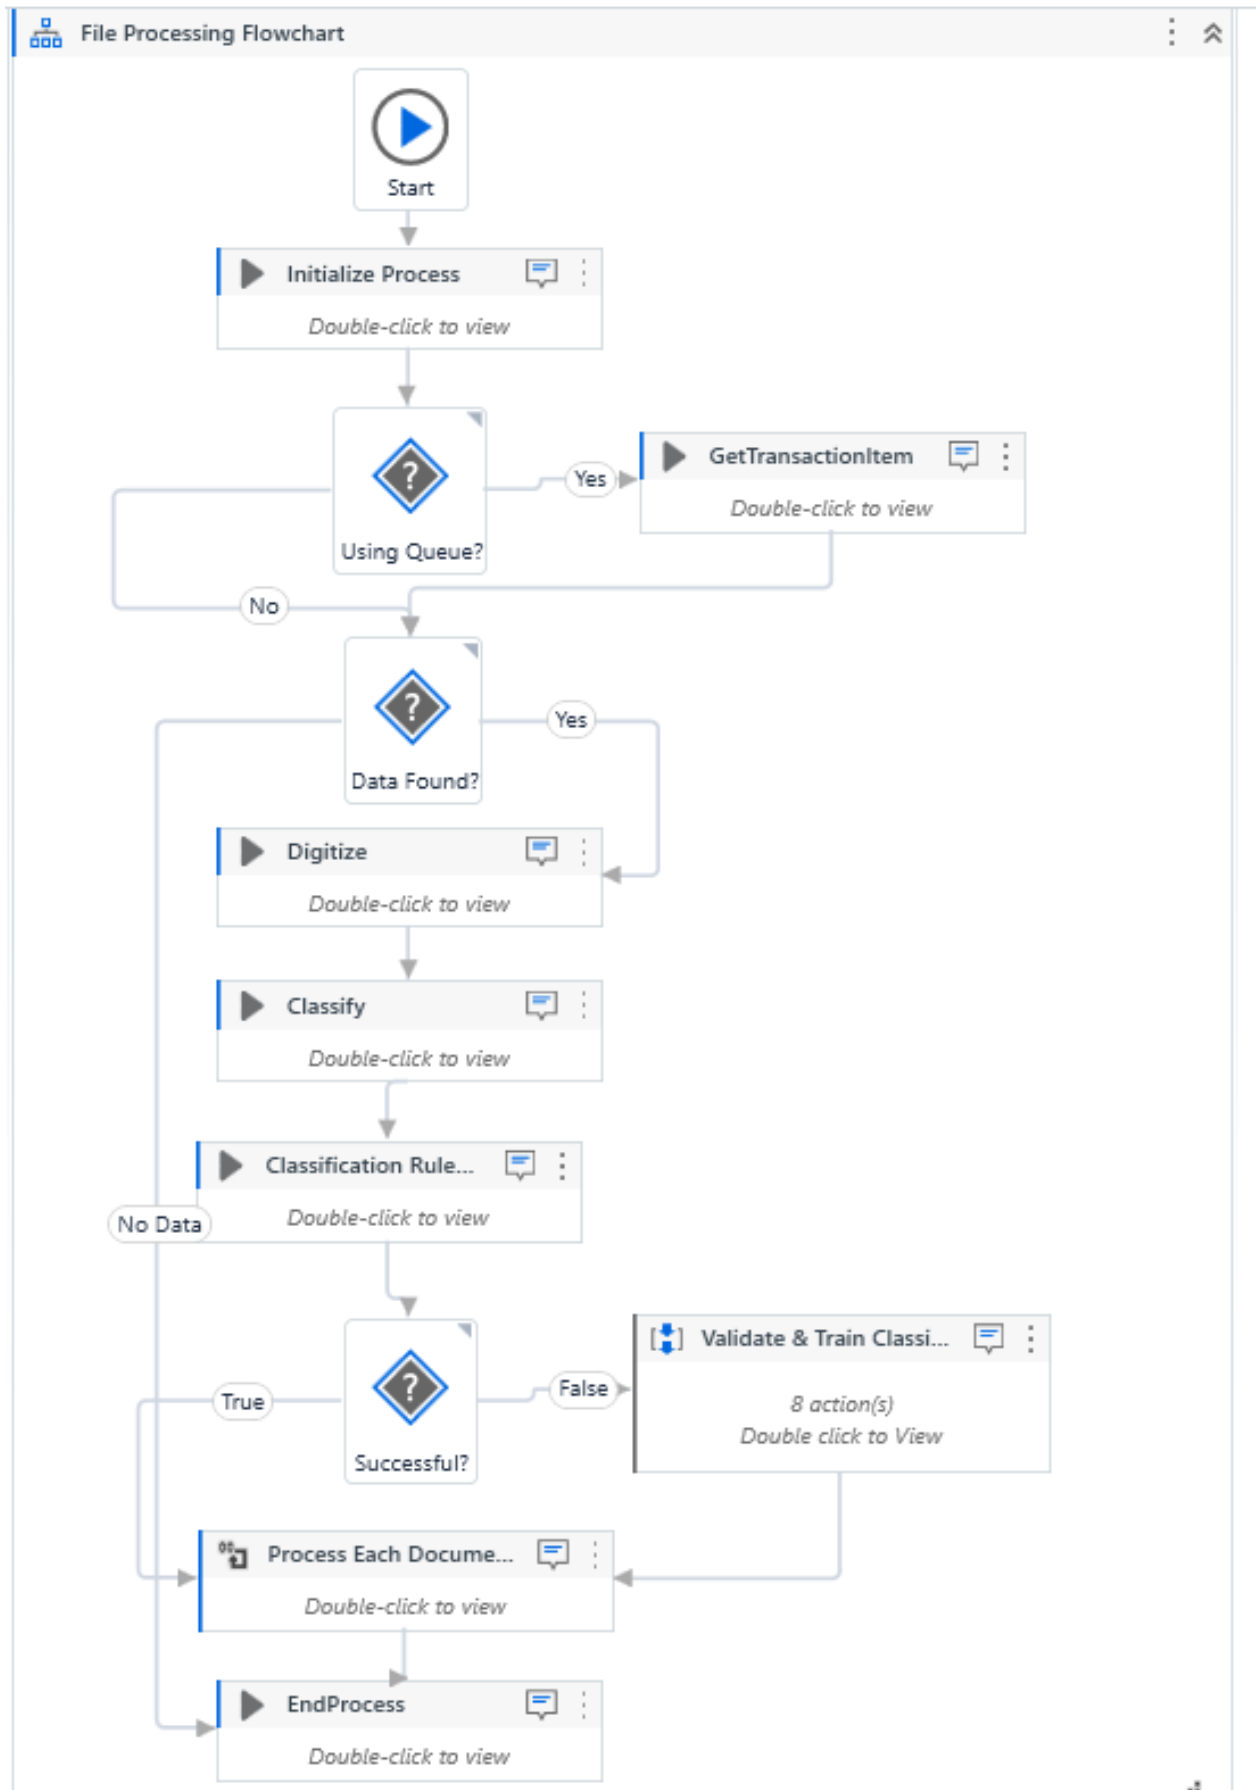 File Processing Flowchart
Start
Initialize Process
Double-click to view
?
Using Queue?
Yes
GetTransactionItem
Double-click to view
No
?
Data Found?
Yes
Digitize
Double-click to view
Classify
Double-click to view
Classification Rule...
Double-click to view
No Data
?
Successful?
True
False
Validate & Train Classi...
8 action(s)
Double click to View
Process Each Docume...
Double-click to view
EndProcess
Double-click to view